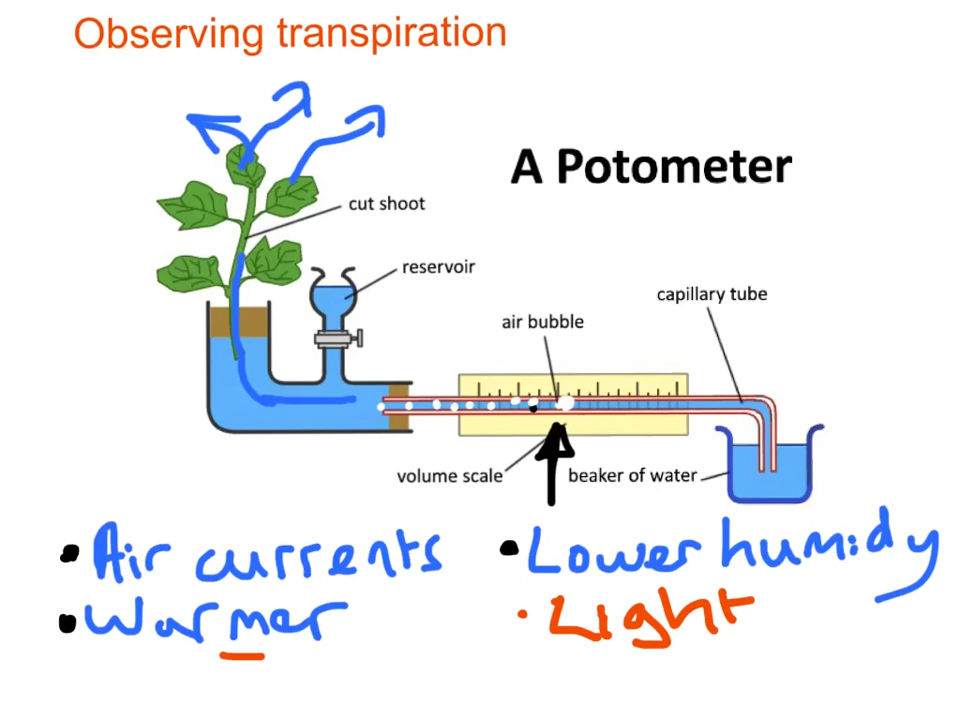 Observing transpiration
A Potometer
cut shoot
reservoir
capillary tube
air bubble
volume scale
beaker of water
• Air currents
• Lower humidy
• Warmer
• Light